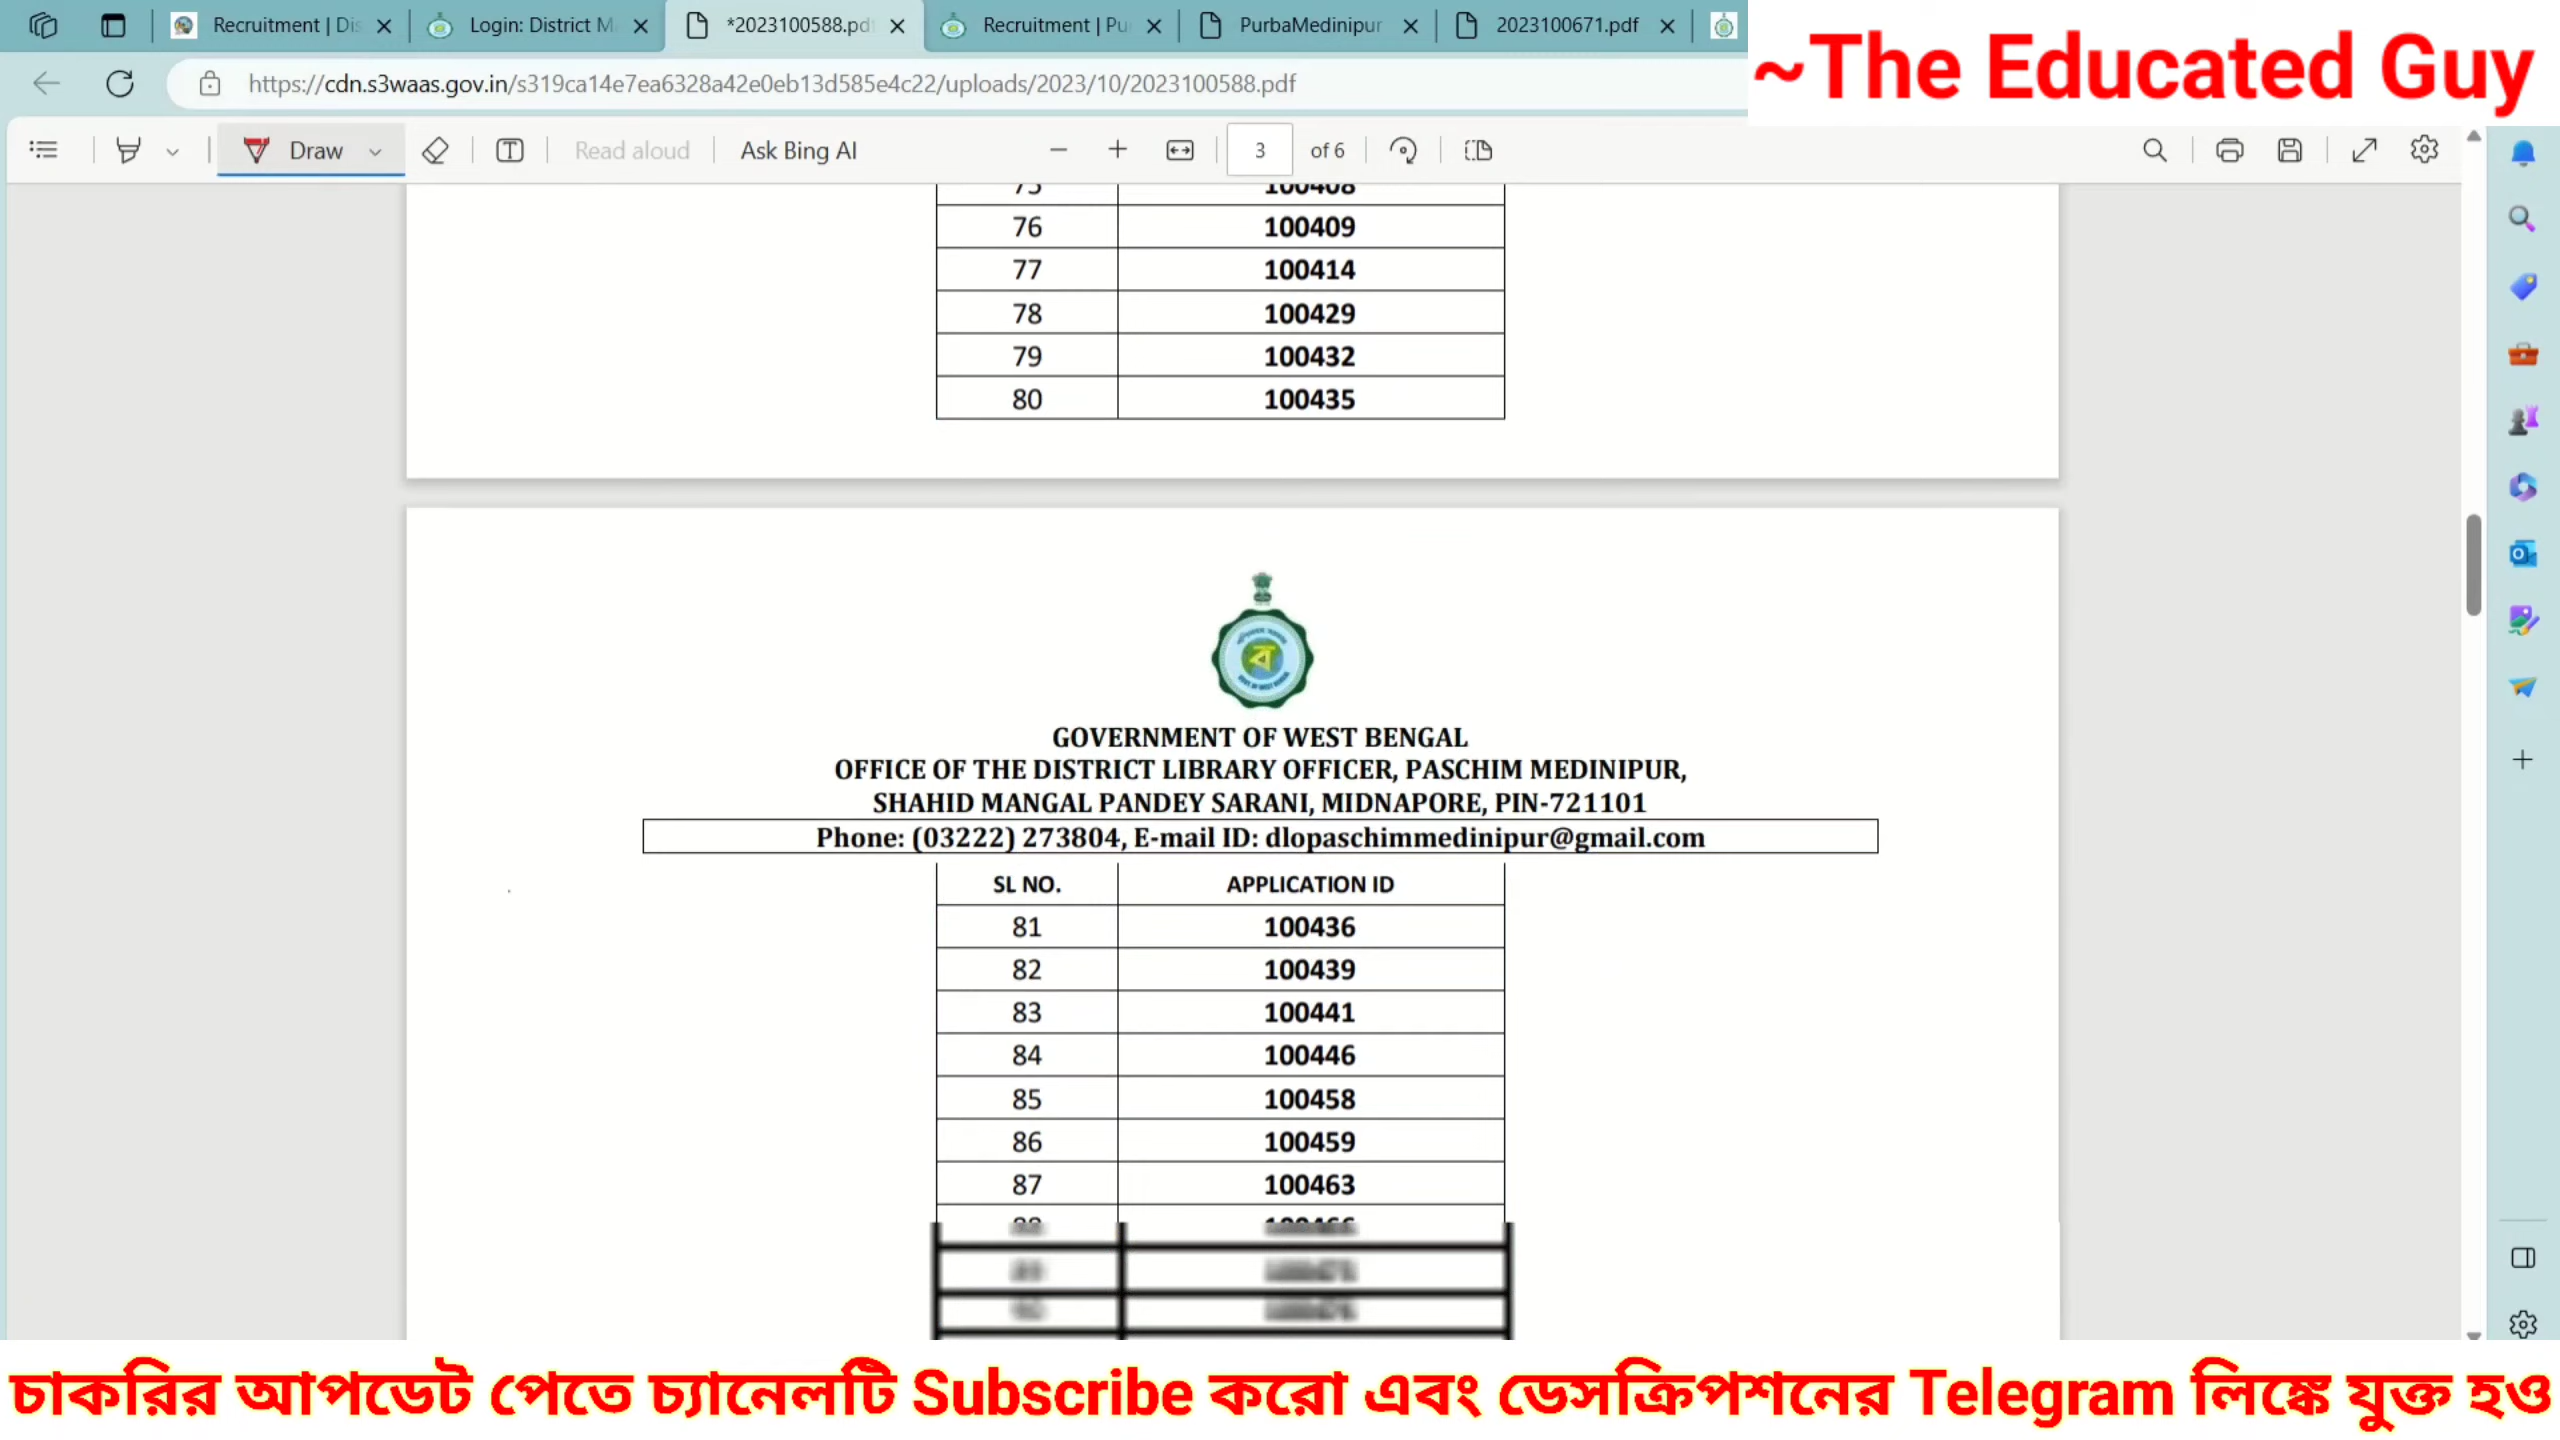 Recruitment | Dis
Login: District M
*2023100588.pdf
Recruitment | Pu
PurbaMedinipur
2023100671.pdf
~The Educated Guy
https://cdn.s3waas.gov.in/s319ca14e7ea6328a42e0eb13d585e4c22/uploads/2023/10/2023100588.pdf
Draw
Read aloud
Ask Bing AI
3 of 6
75 100408
76 100409
77 100414
78 100429
79 100432
80 100435
GOVERNMENT OF WEST BENGAL
OFFICE OF THE DISTRICT LIBRARY OFFICER, PASCHIM MEDINIPUR,
SHAHID MANGAL PANDEY SARANI, MIDNAPORE, PIN-721101
Phone: (03222) 273804, E-mail ID: dlopaschimmedinipur@gmail.com
SL NO. APPLICATION ID
81 100436
82 100439
83 100441
84 100446
85 100458
86 100459
87 100463
চাকরির আপডেট পেতে চ্যানেলটি Subscribe করো এবং ডেসক্রিপশনের Telegram লিঙ্কে যুক্ত হও